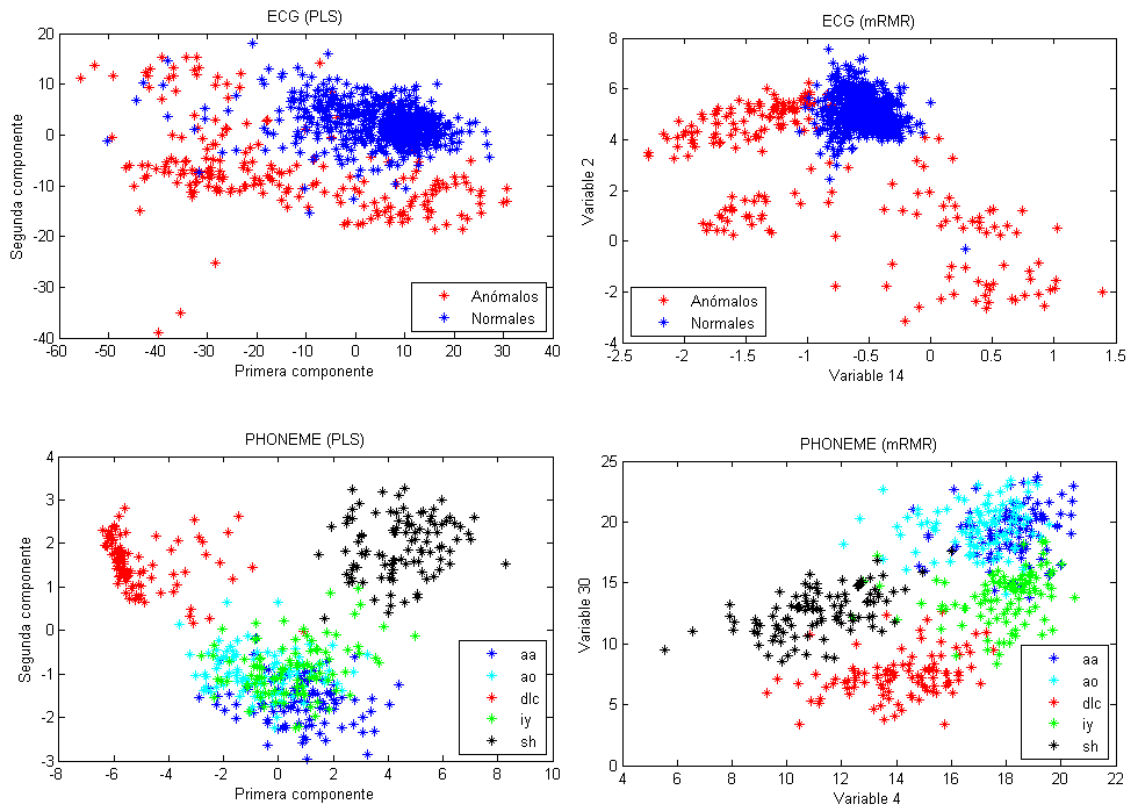 ECG (PLS)
20
10
0
-10
-20
-30
-40
-60
-50
-40
-30
-20
-10
0
10
20
30
40
Segunda componente
Primera componente
Anómalos
Normales
ECG (mRMR)
8
6
4
2
0
-2
-4
-2.5
-2
-1.5
-1
-0.5
0
0.5
1
1.5
Variable 2
Variable 14
Anómalos
Normales
PHONEME (PLS)
4
3
2
1
0
-1
-2
-3
-8
-6
-4
-2
0
2
4
6
8
10
Segunda componente
Primera componente
aa
ao
dlc
iy
sh
PHONEME (mRMR)
25
20
15
10
5
0
4
6
8
10
12
14
16
18
20
22
Variable 30
Variable 4
aa
ao
dlc
iy
sh